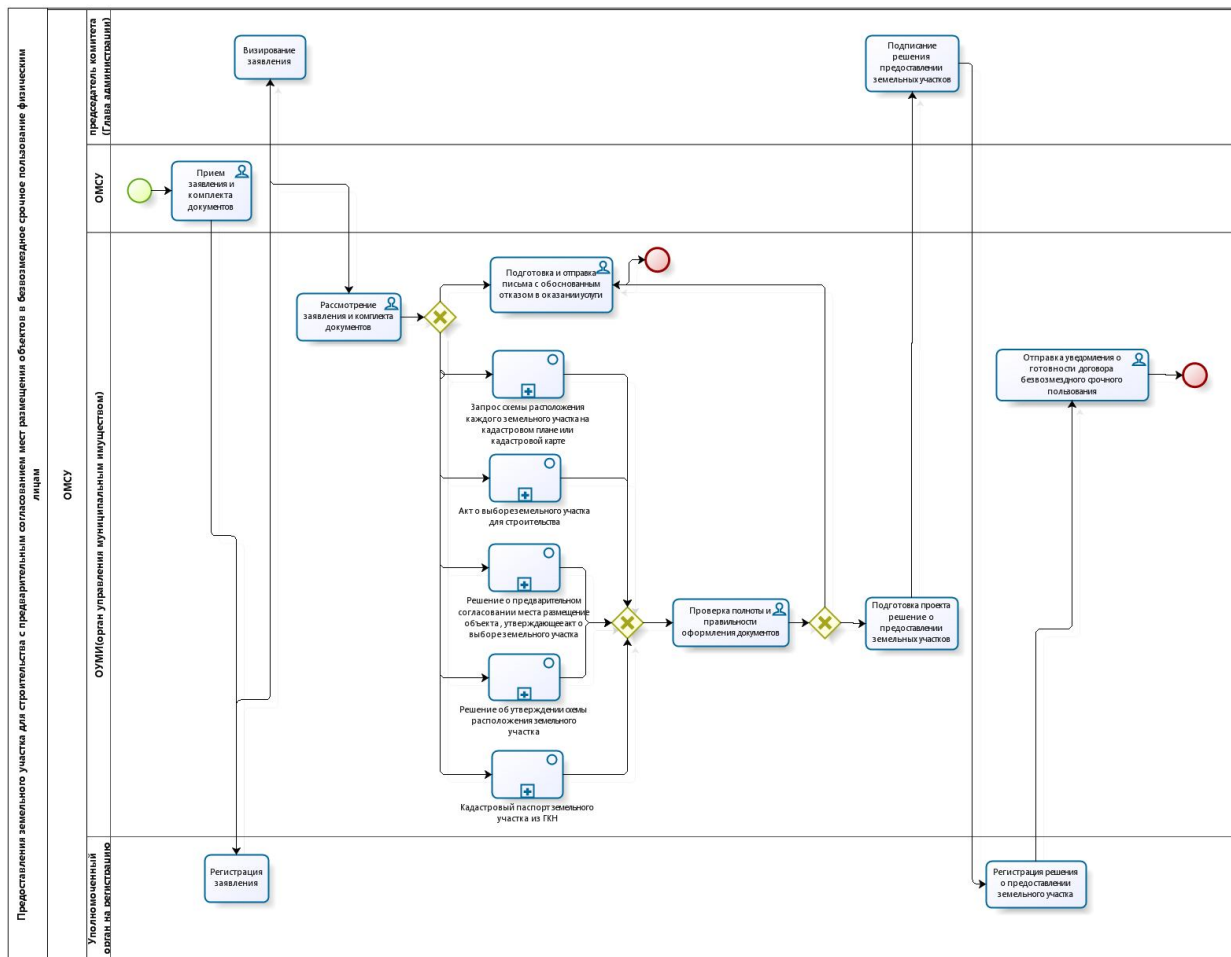 Предоставления земельного участка для строительства с предварительным согласованием мест размещения объектов в безвозмездное срочное пользование физическим
лицам
ОМСУ
председатель комитета
(Глава администрации)
Визирование
заявления
Подписание
решения
предоставлении
земельных участков
ОМСУ
Прием
заявления и
комплекта
документов
ОУМИ(орган управления муниципальным имуществом)
Рассмотрение
заявления и комплекта
документов
Подготовка и отправка
письма с обоснованным
отказом в оказании услуги
Запрос схемы расположения
каждого земельного участка на
кадастровом плане или
кадастровой карте
Акт о выборе земельного участка
для строительства
Решение о предварительном
согласовании места размещение
объекта , утверждающее акт о
выборе земельного участка
Решение об утверждении схемы
расположения земельного
участка
Кадастровый паспорт земельного
участка из ГКН
Проверка полноты и
правильности
оформления документов
Подготовка проекта
решение о
предоставлении
земельных участков
Отправка уведомления о
готовности договора
безвозмездного срочного
пользования
Уполномоченный
орган на регистрацию
Регистрация
заявления
Регистрация решения
о предоставлении
земельного участка